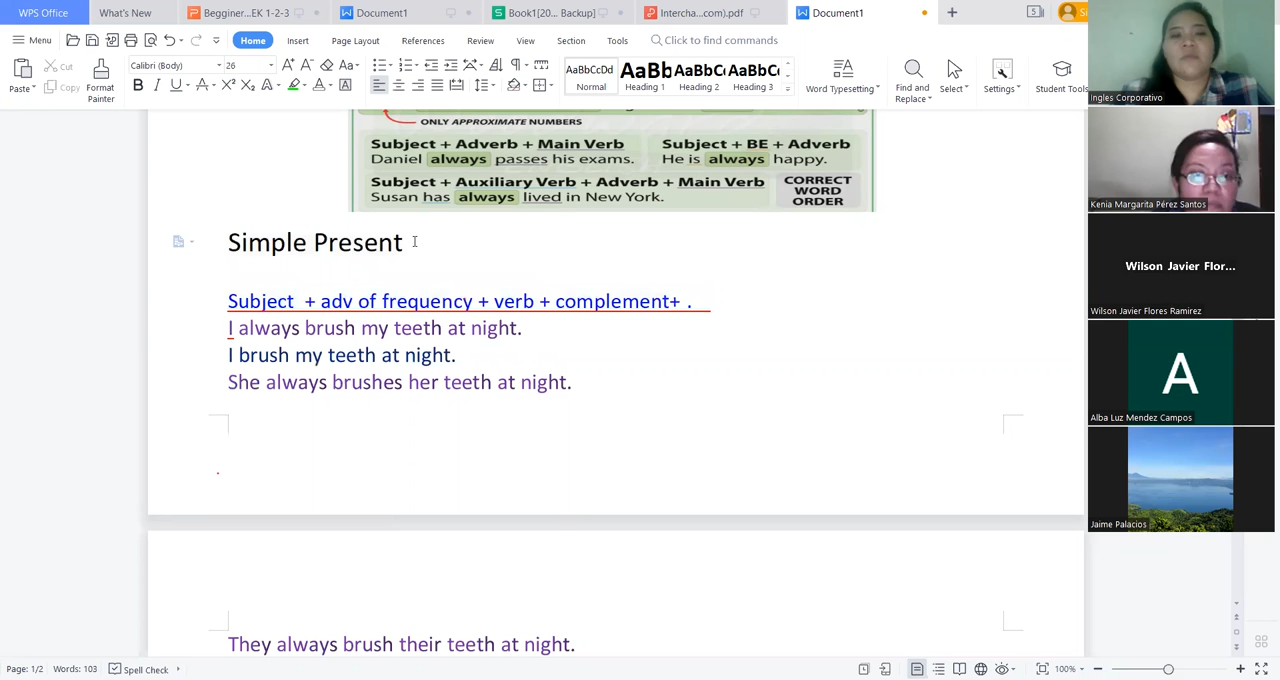 WPS Office
What's New
Begginer...EK 1-2-3
Document1
Book1[20... Backup]
Intercha...com).pdf
Document1
Menu
Home
Insert
Page Layout
References
Review
View
Section
Tools
Click to find commands
Paste
Cut
Copy
Format Painter
Calibri (Body)
26
AaBbCcDd
Normal
AaBb
Heading 1
AaBbC
Heading 2
AaBbC
Heading 3
Word Typesetting
Find and Replace
Select
Settings
Student Tools
ONLY APPROXIMATE NUMBERS
Subject + Adverb + Main Verb
Subject + BE + Adverb
Daniel always passes his exams.
He is always happy.
Subject + Auxiliary Verb + Adverb + Main Verb
Susan has always lived in New York.
CORRECT
WORD
ORDER
Simple Present
Subject + adv of frequency + verb + complement+ .
I always brush my teeth at night.
I brush my teeth at night.
She always brushes her teeth at night.
.
They always brush their teeth at night.
Ingles Corporativo
Kenia Margarita Pérez Santos
Wilson Javier Flor...
Wilson Javier Flores Ramirez
A
Alba Luz Mendez Campos
Jaime Palacios
Page: 1/2 Words: 103 Spell Check
100%